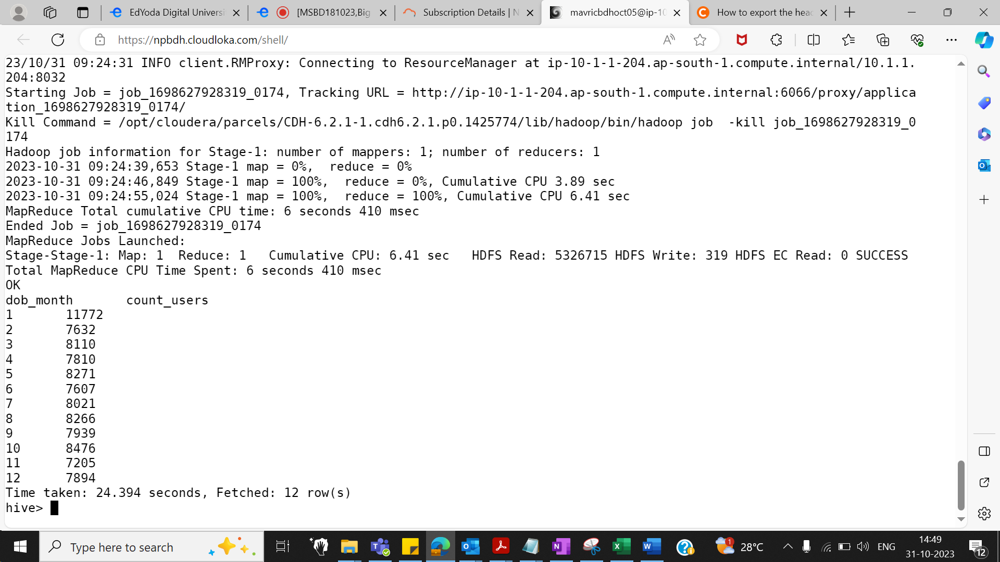 EdYoda Digital Universi
[MSBD181023,Big
Subscription Details | N
mavricbdhoct05@ip-10
How to export the head
https://npbdh.cloudloka.com/shell/
23/10/31 09:24:31 INFO client.RMProxy: Connecting to ResourceManager at ip-10-1-1-204.ap-south-1.compute.internal/10.1.1.
204:8032
Starting Job = job_1698627928319_0174, Tracking URL = http://ip-10-1-1-204.ap-south-1.compute.internal:6066/proxy/applica
tion_1698627928319_0174/
Kill Command = /opt/cloudera/parcels/CDH-6.2.1-1.cdh6.2.1.p0.1425774/lib/hadoop/bin/hadoop job  -kill job_1698627928319_0
174
Hadoop job information for Stage-1: number of mappers: 1; number of reducers: 1
2023-10-31 09:24:39,653 Stage-1 map = 0%,  reduce = 0%
2023-10-31 09:24:46,849 Stage-1 map = 100%,  reduce = 0%, Cumulative CPU 3.89 sec
2023-10-31 09:24:55,024 Stage-1 map = 100%,  reduce = 100%, Cumulative CPU 6.41 sec
MapReduce Total cumulative CPU time: 6 seconds 410 msec
Ended Job = job_1698627928319_0174
MapReduce Jobs Launched:
Stage-Stage-1: Map: 1  Reduce: 1   Cumulative CPU: 6.41 sec   HDFS Read: 5326715 HDFS Write: 319 HDFS EC Read: 0 SUCCESS
Total MapReduce CPU Time Spent: 6 seconds 410 msec
OK
dob_month	count_users
1	11772
2	7632
3	8110
4	7810
5	8271
6	7607
7	8021
8	8266
9	7939
10	8476
11	7205
12	7894
Time taken: 24.394 seconds, Fetched: 12 row(s)
hive>
Type here to search
1
28°C
ENG
14:49
31-10-2023
12